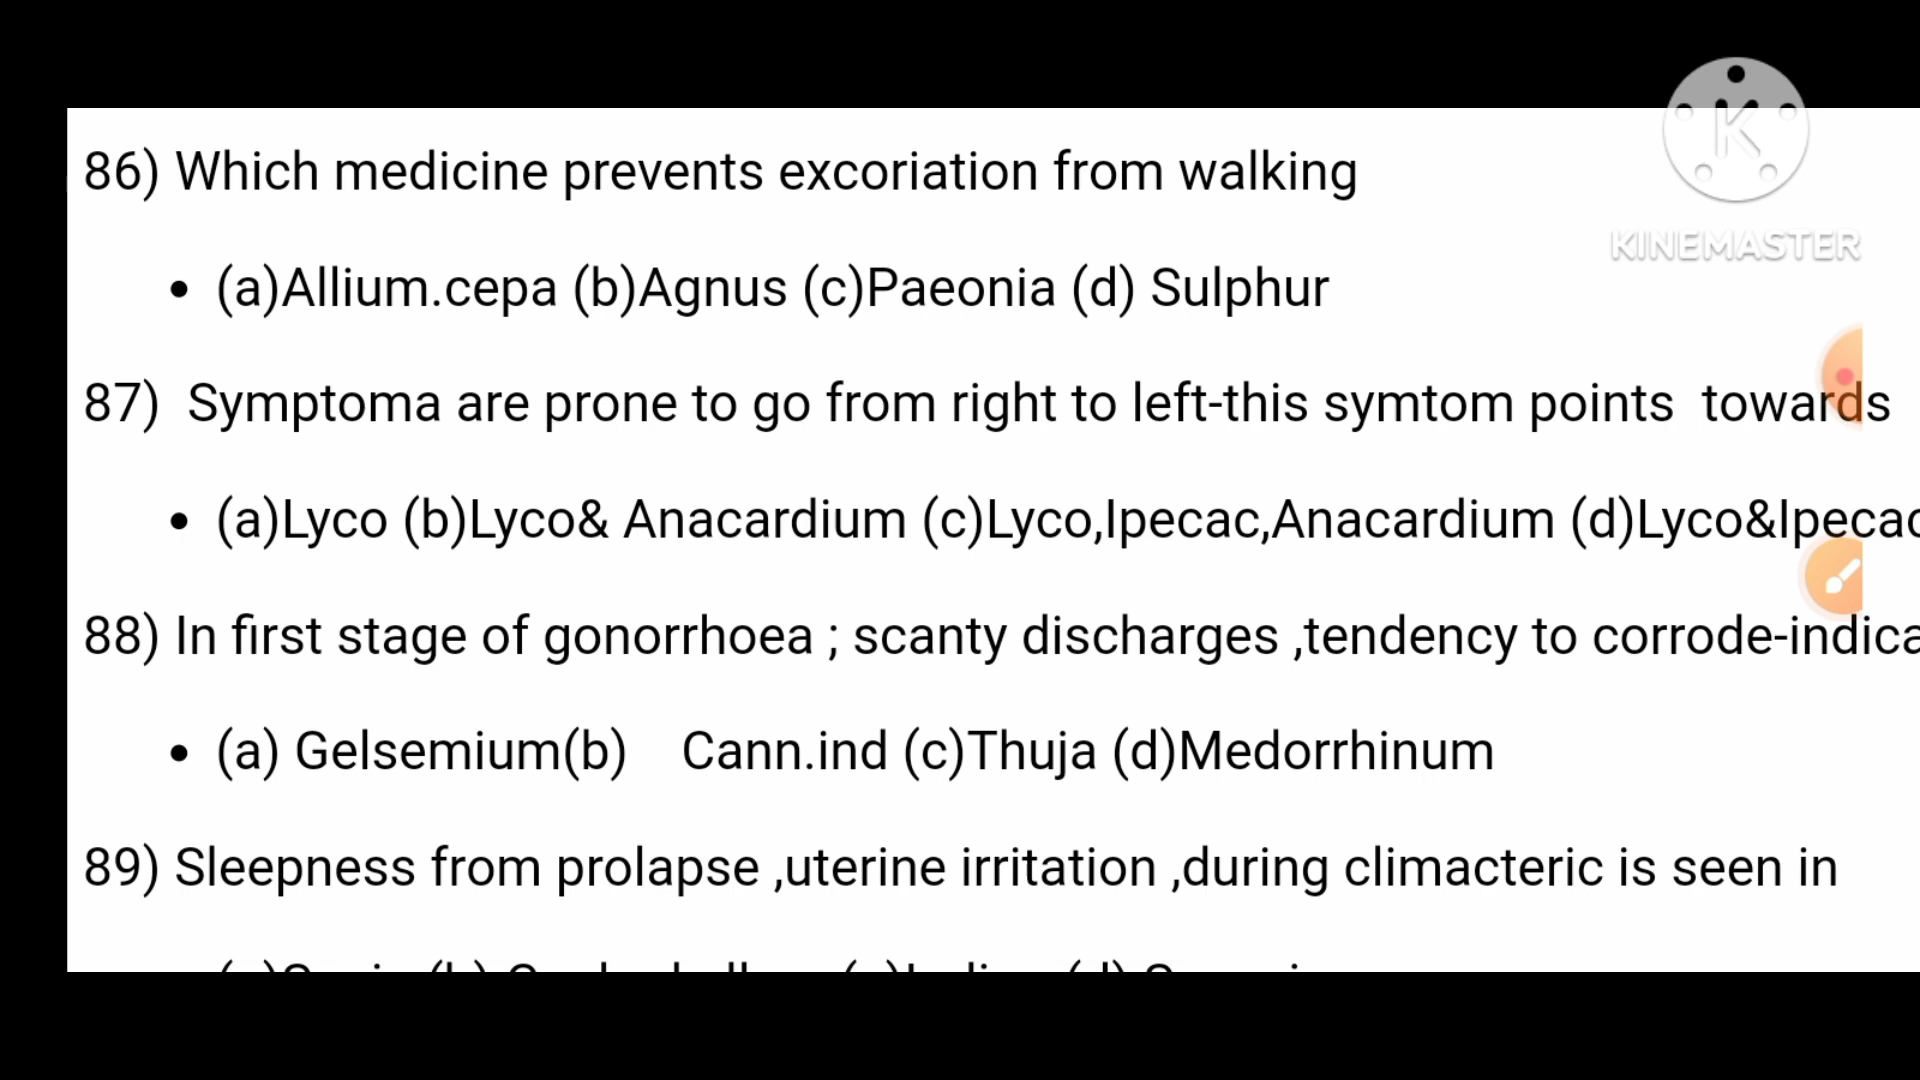 86) Which medicine prevents excoriation from walking
K
KINEMASTER
• (a)Allium.cepa (b)Agnus (c)Paeonia (d) Sulphur
87) Symptoma are prone to go from right to left-this symtom points towards
• (a)Lyco (b)Lyco& Anacardium (c)Lyco,Ipecac,Anacardium (d)Lyco&Ipecac
88) In first stage of gonorrhoea ; scanty discharges ,tendency to corrode-indica
• (a) Gelsemium(b) Cann.ind (c)Thuja (d)Medorrhinum
89) Sleepness from prolapse ,uterine irritation ,during climacteric is seen in